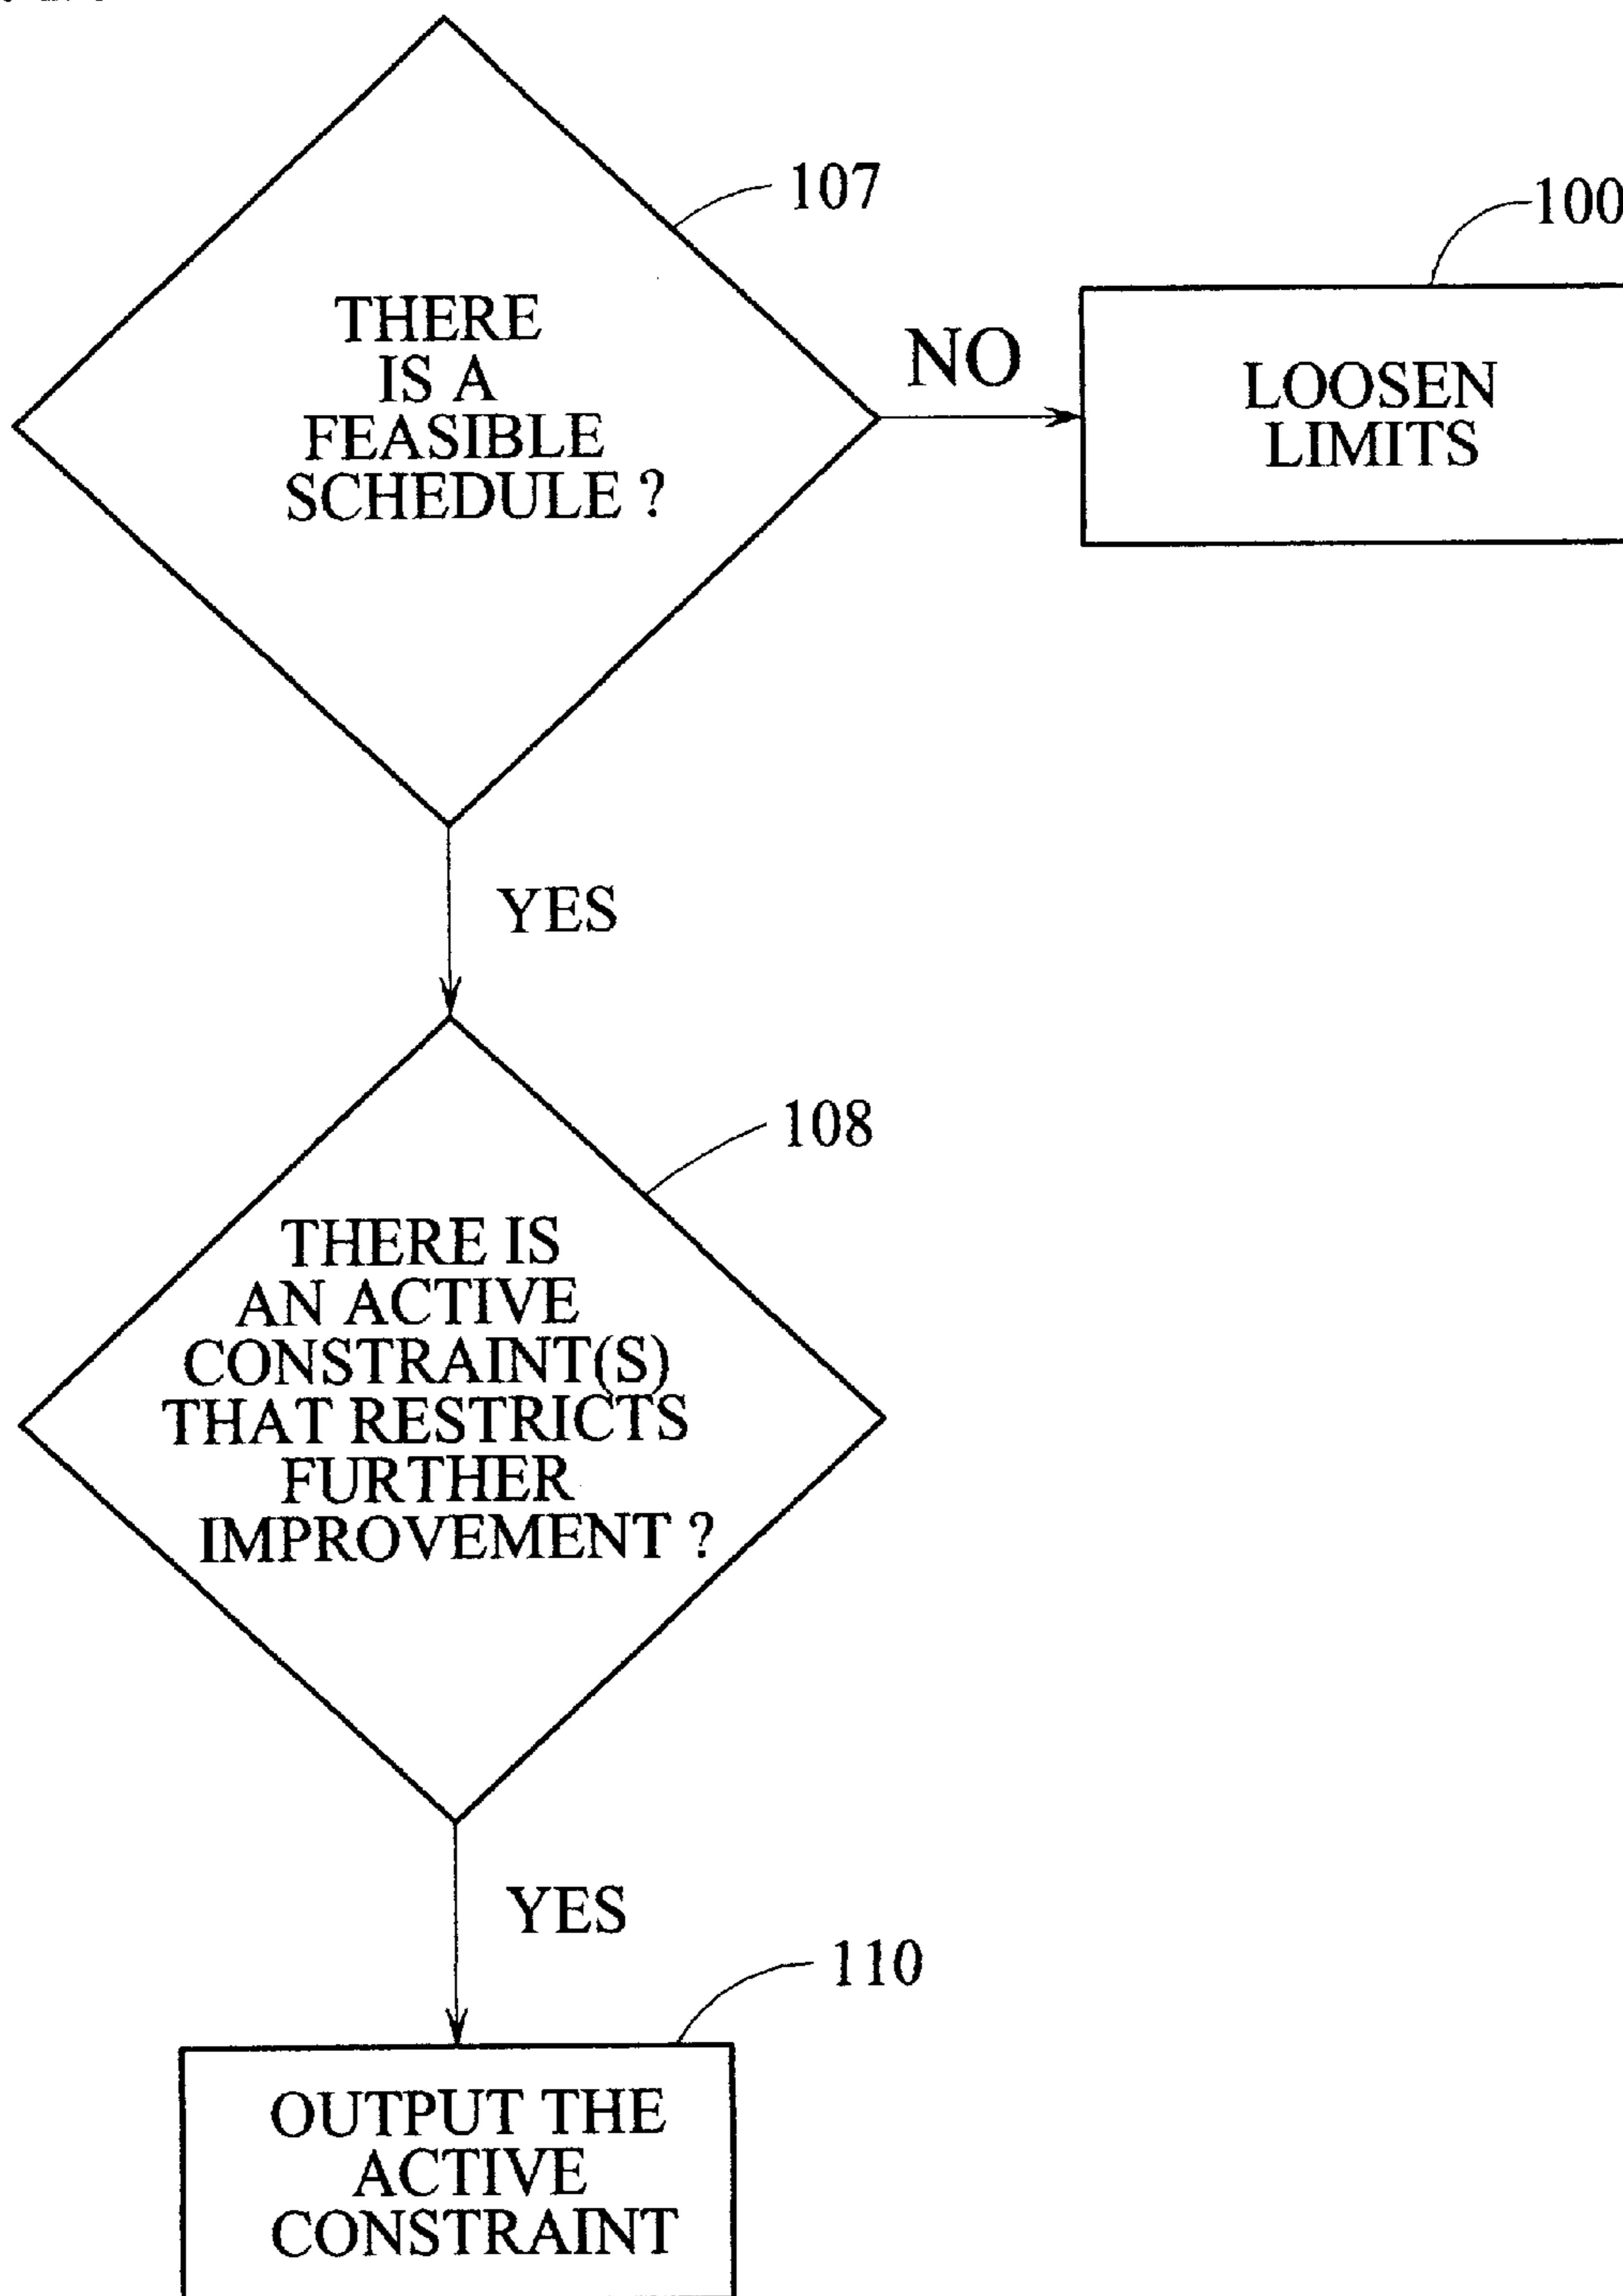 107
100
THERE
IS A
FEASIBLE
SCHEDULE ?
NO
LOOSEN
LIMITS
YES
108
THERE IS
AN ACTIVE
CONSTRAINT(S)
THAT RESTRICTS
FURTHER
IMPROVEMENT ?
YES
110
OUTPUT THE
ACTIVE
CONSTRAINT